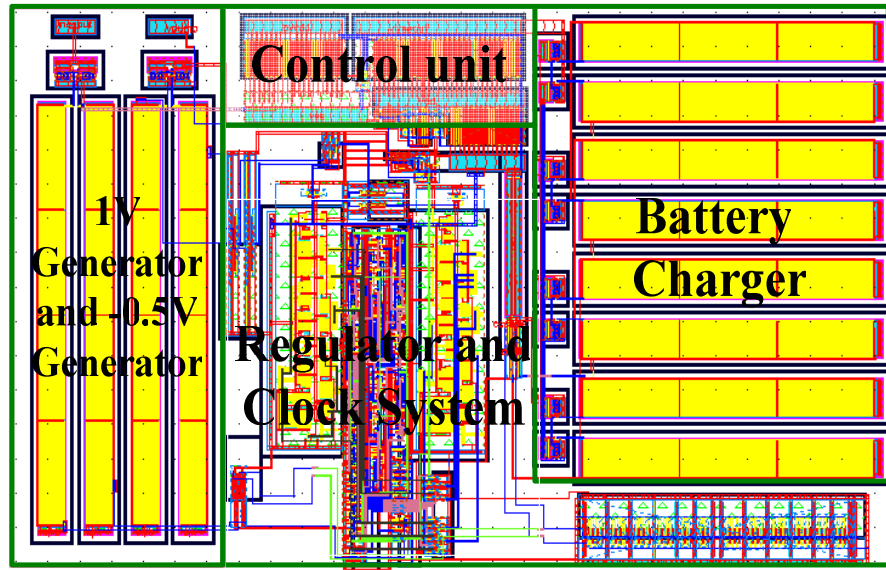 Control unit
1V
Generator
and -0.5V
Generator
Battery
Charger
Regulator and
Clock System